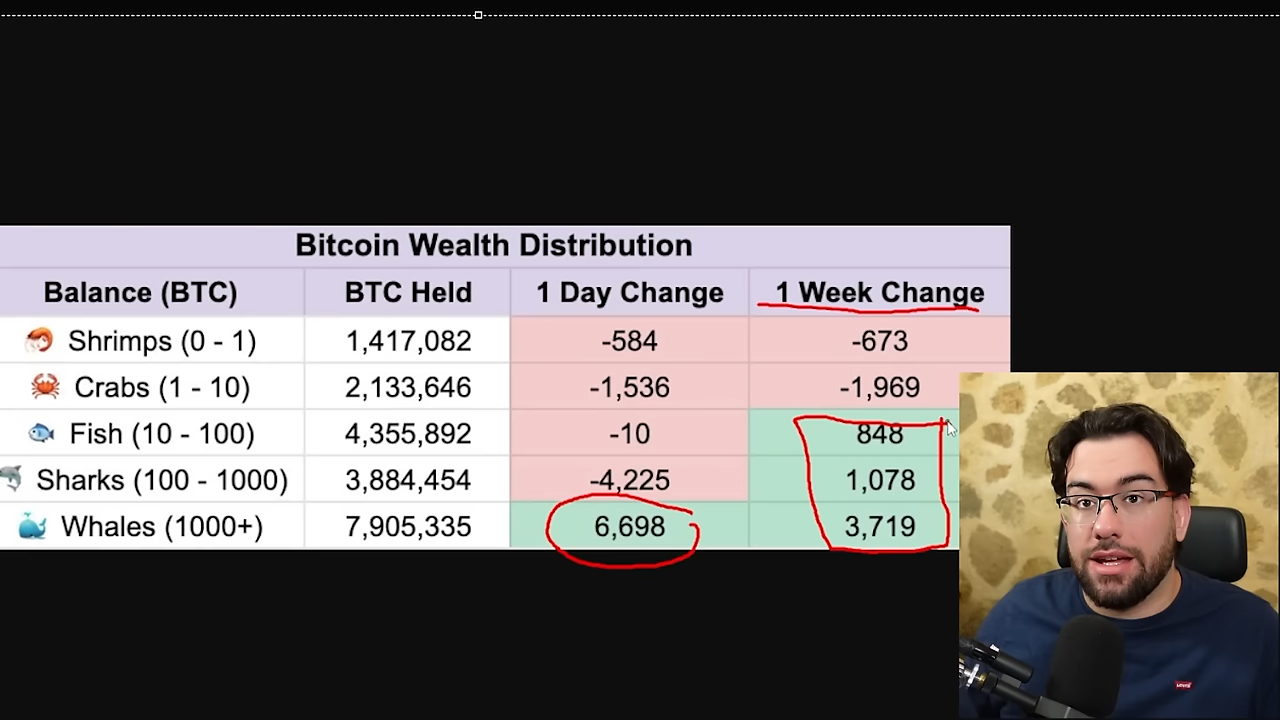 Bitcoin Wealth Distribution
Balance (BTC) BTC Held 1 Day Change 1 Week Change
Shrimps (0 - 1) 1,417,082 -584 -673
Crabs (1 - 10) 2,133,646 -1,536 -1,969
Fish (10 - 100) 4,355,892 -10 848
Sharks (100 - 1000) 3,884,454 -4,225 1,078
Whales (1000+) 7,905,335 6,698 3,719